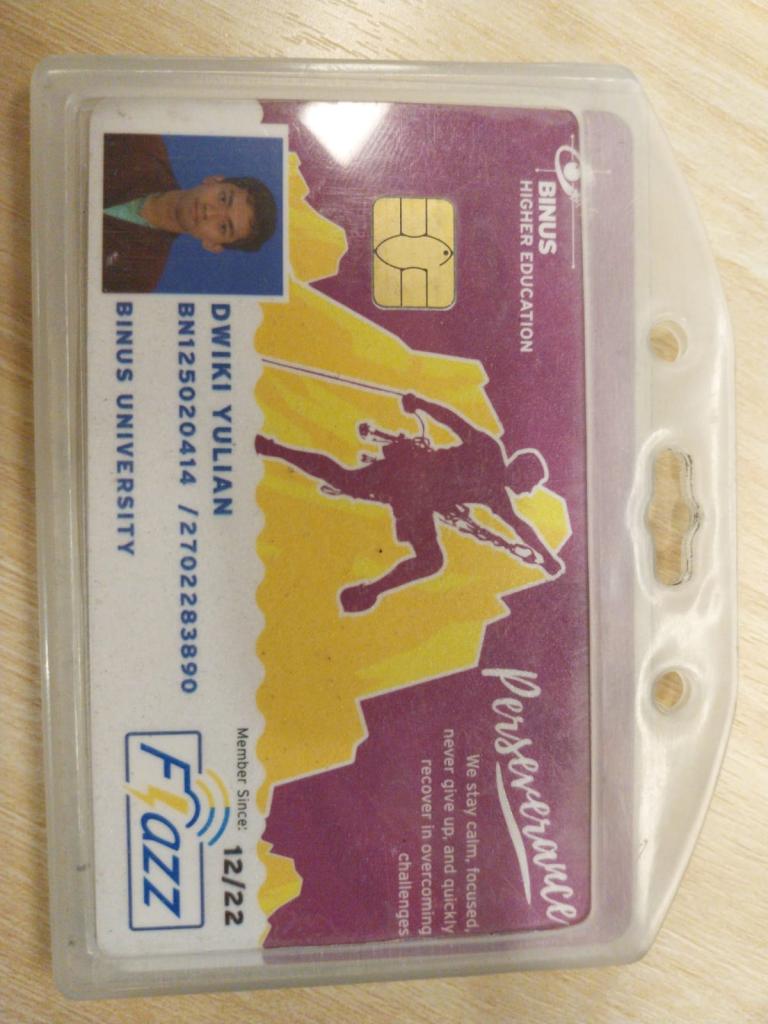 BINUS
HIGHER EDUCATION
Perseverance
We stay calm, focused,
never give up, and quickly
recover in overcoming
challenges
Member Since: 12/22
DWIKI YULIAN
BN125020414 /2702283890
BINUS UNIVERSITY
Flazz